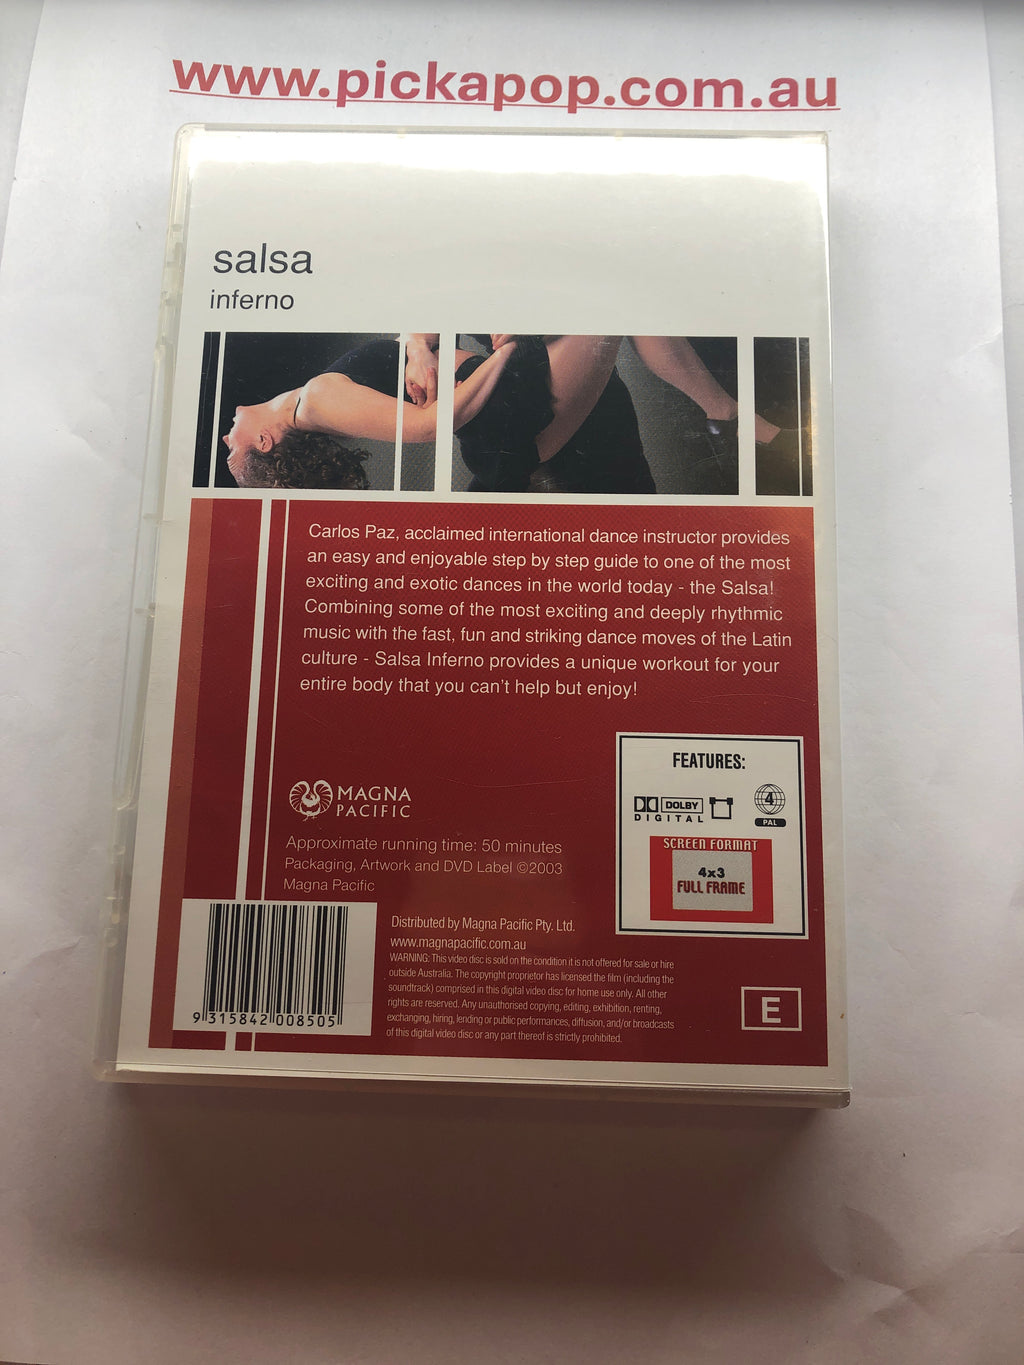 www.pickapop.com.au
salsa
inferno
Carlos Paz, acclaimed international dance instructor provides
an easy and enjoyable step by step guide to one of the most
exciting and exotic dances in the world today - the Salsa!
Combining some of the most exciting and deeply rhythmic
music with the fast, fun and striking dance moves of the Latin
culture - Salsa Inferno provides a unique workout for your
entire body that you can't help but enjoy!
FEATURES:
DOLBY
DIGITAL
4
PAL
SCREEN FORMAT
4x3
FULL FRAME
MAGNA
PACIFIC
Approximate running time: 50 minutes
Packaging, Artwork and DVD Label ©2003
Magna Pacific
Distributed by Magna Pacific Pty. Ltd.
www.magnapacific.com.au
WARNING: This video disc is sold on the condition it is not offered for sale or hire
outside Australia. The copyright proprietor has licensed the film (including the
soundtrack) comprised in this digital video disc for home use only. All other
rights are reserved. Any unauthorised copying, editing, exhibition, renting,
exchanging, hiring, lending or public performances, diffusion, and/or broadcasts
of this digital video disc or any part thereof is strictly prohibited.
E
9 315842 008505